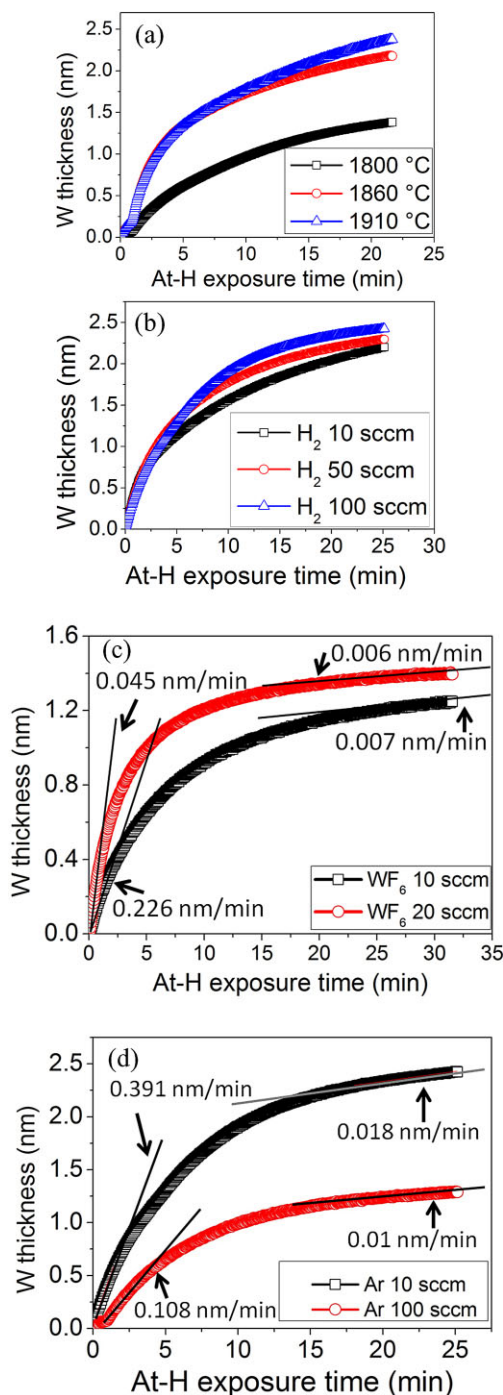 (a)
W thickness (nm)
2.5
2.0
1.5
1.0
0.5
0.0
1800 °C
1860 °C
1910 °C
0 5 10 15 20 25
At-H exposure time (min)
(b)
W thickness (nm)
2.5
2.0
1.5
1.0
0.5
0.0
H₂ 10 sccm
H₂ 50 sccm
H₂ 100 sccm
0 5 10 15 20 25 30
At-H exposure time (min)
(c)
W thickness (nm)
1.6
1.2
0.8
0.4
0.0
0.045 nm/min
0.006 nm/min
0.007 nm/min
0.226 nm/min
WF₆ 10 sccm
WF₆ 20 sccm
0 5 10 15 20 25 30 35
At-H exposure time (min)
(d)
W thickness (nm)
2.5
2.0
1.5
1.0
0.5
0.0
0.391 nm/min
0.018 nm/min
0.01 nm/min
0.108 nm/min
Ar 10 sccm
Ar 100 sccm
0 5 10 15 20 25
At-H exposure time (min)